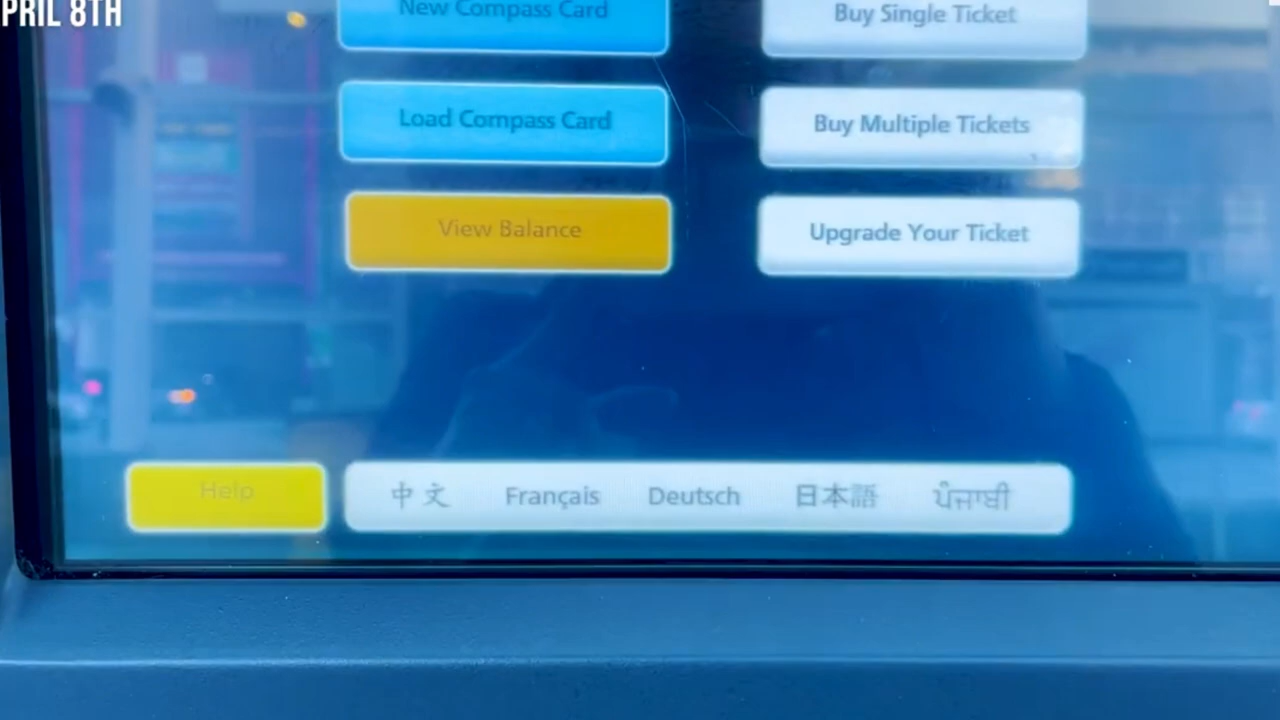 PRIL 8TH
New Compass Card
Buy Single Ticket
Load Compass Card
Buy Multiple Tickets
View Balance
Upgrade Your Ticket
Help
中文
Français
Deutsch
日本語
ਪੰਜਾਬੀ